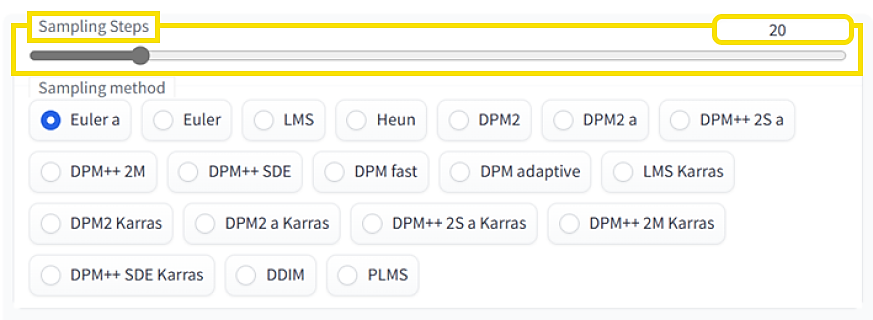 Sampling Steps 20
Sampling method
Euler a Euler LMS Heun DPM2 DPM2 a DPM++ 2S a
DPM++ 2M DPM++ SDE DPM fast DPM adaptive LMS Karras
DPM2 Karras DPM2 a Karras DPM++ 2S a Karras DPM++ 2M Karras
DPM++ SDE Karras DDIM PLMS